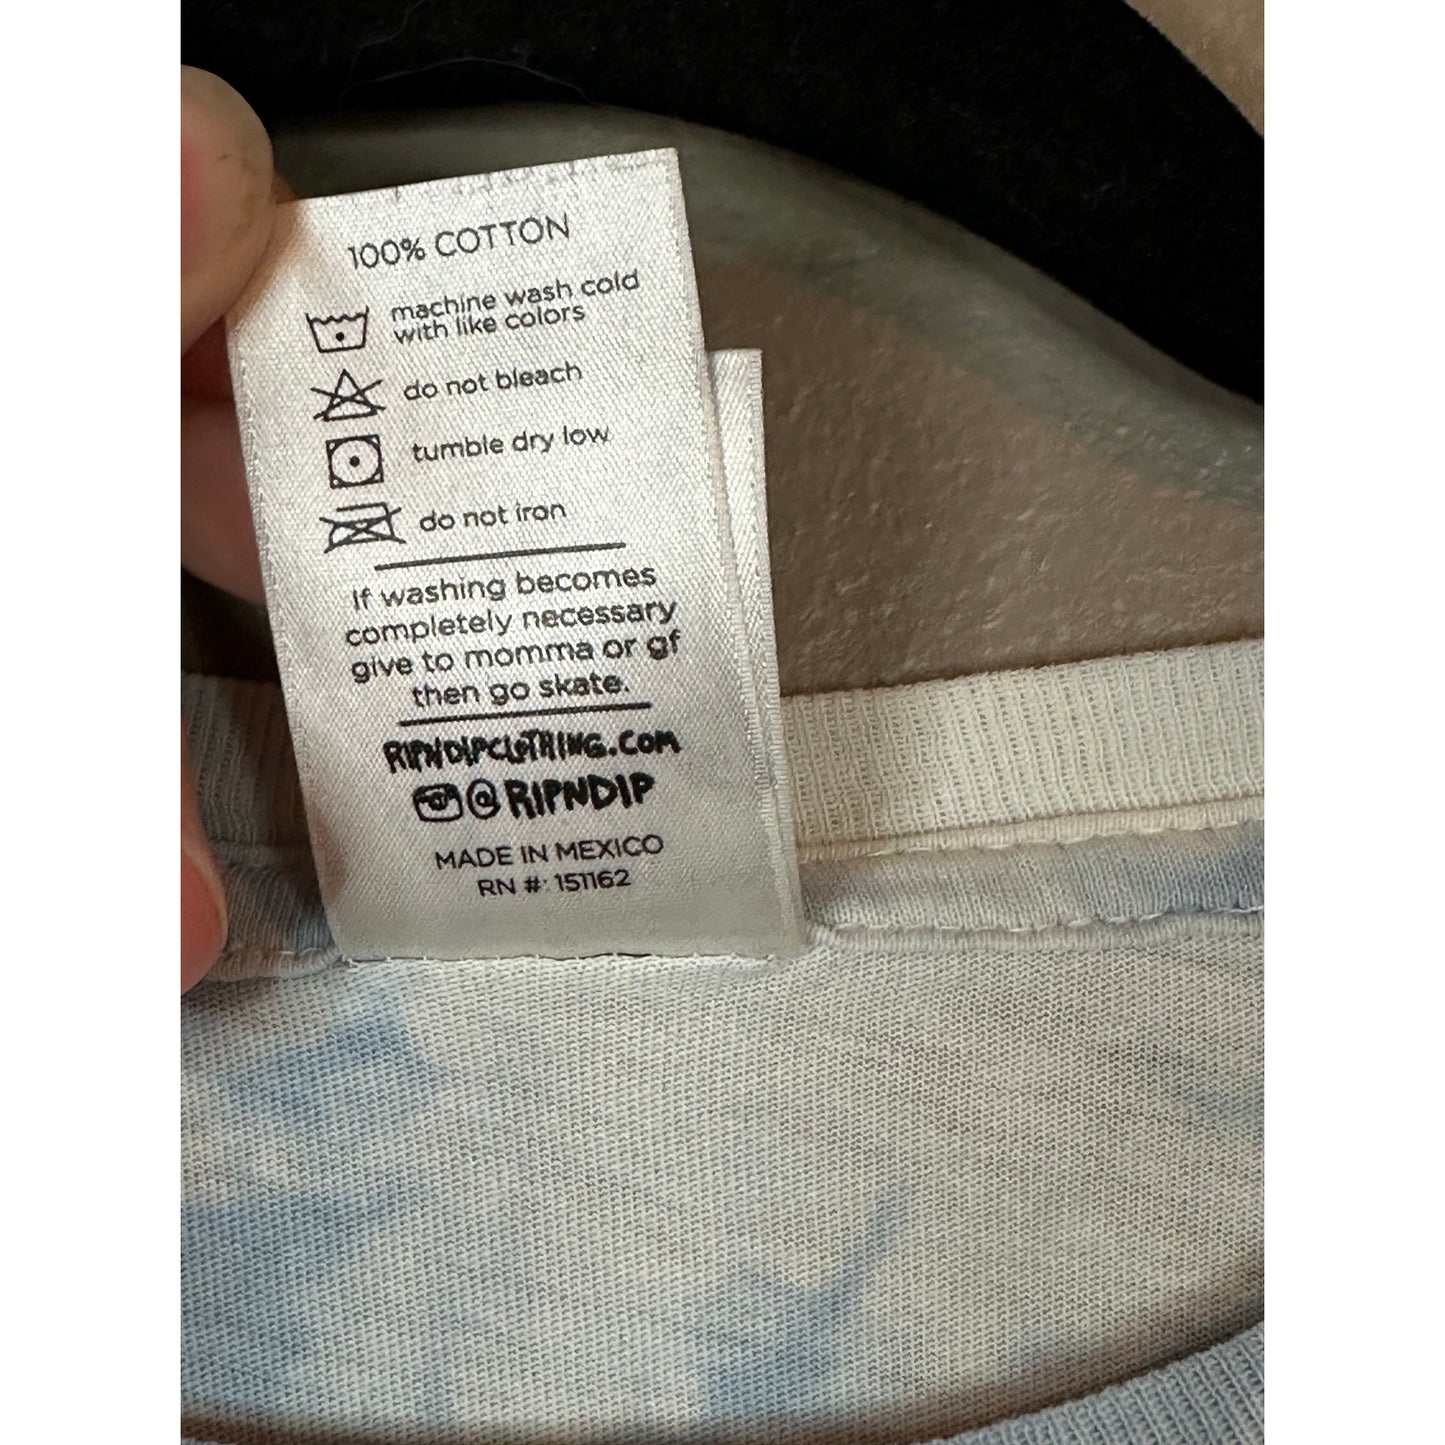 100% COTTON
machine wash cold
with like colors
do not bleach
tumble dry low
do not iron
If washing becomes
completely necessary
give to momma or gf
then go skate.
RIPNDIPCLOTHING.COM
@RIPNDIP
MADE IN MEXICO
RN #: 151162